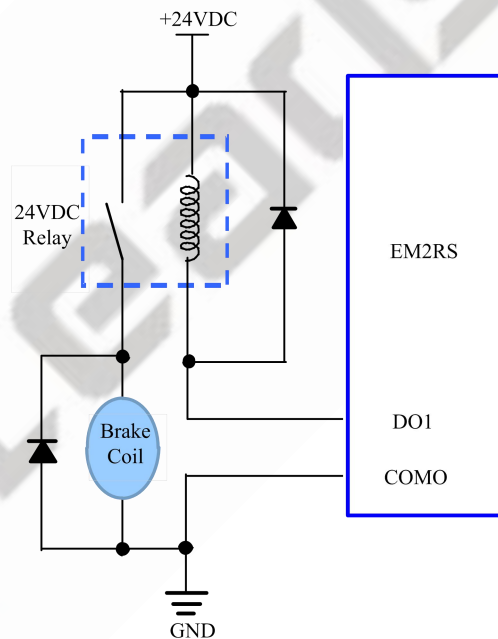 +24VDC
24VDC
Relay
EM2RS
DO1
Brake
Coil
COMO
GND